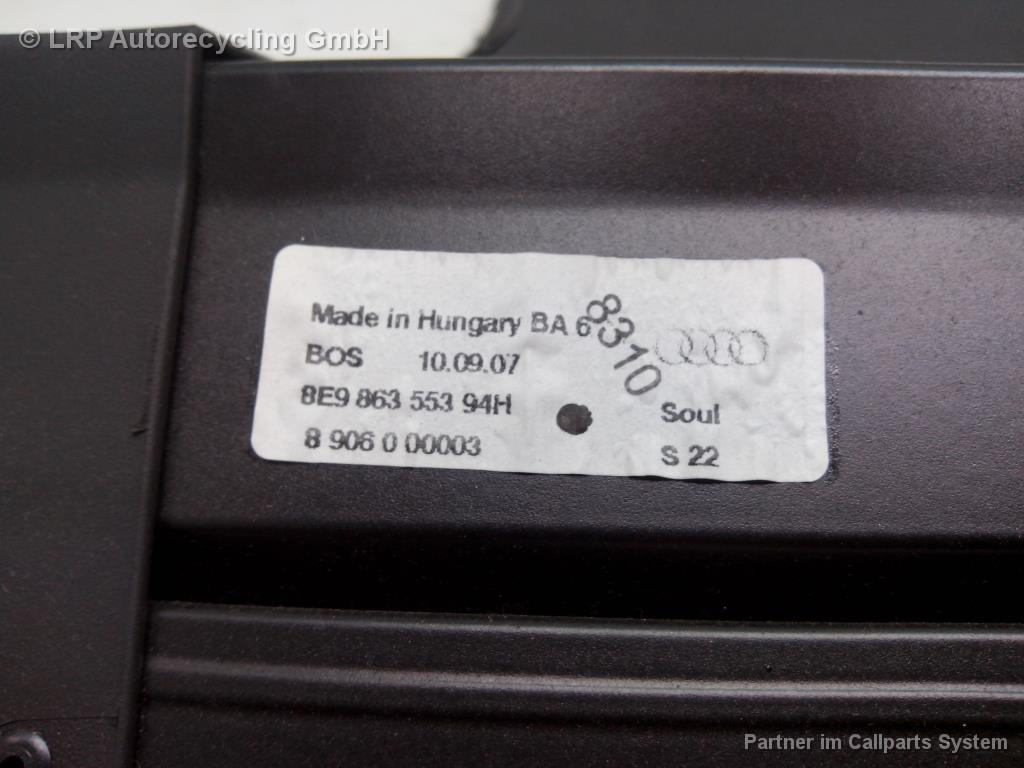 © LRP Autorecycling GmbH
Made in Hungary BA 6
8310
BOS 10.09.07
8E9 863 553 94H Soul
8 906 0 00003 S 22
Partner im Callparts System